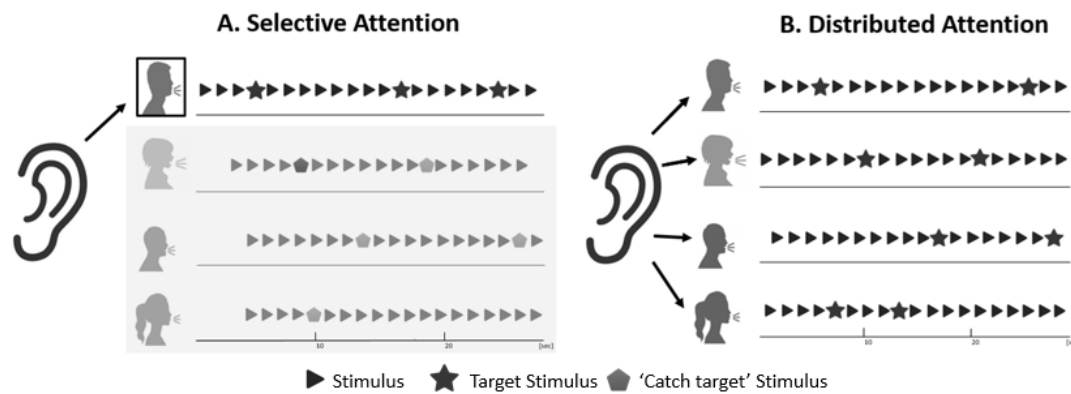 A. Selective Attention
B. Distributed Attention
10
20
[sec]
10
20
Stimulus
Target Stimulus
'Catch target' Stimulus